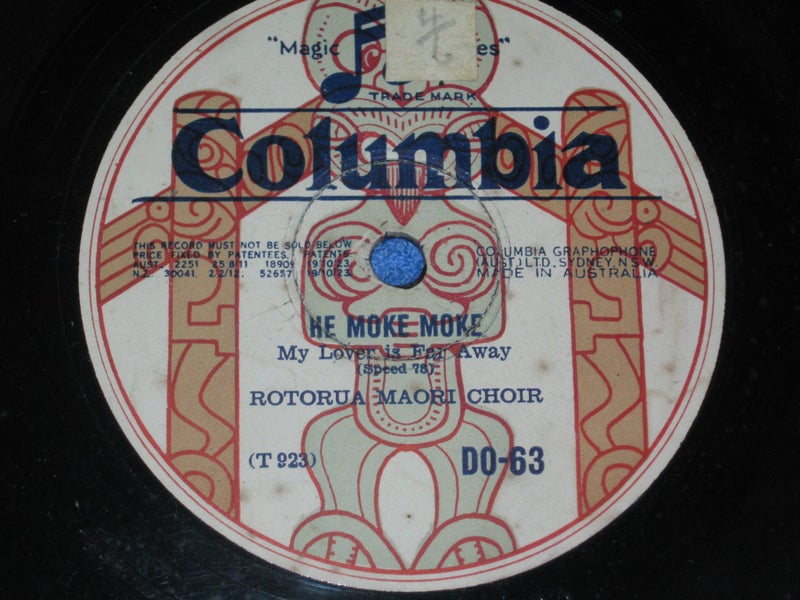 "Magic es"
TRADE MARK
Columbia
THIS RECORD MUST NOT BE SOLD BELOW
PRICE FIXED BY PATENTEES. PATENTS
AUST. 2251 25/8/11 18904 19/10/23
N.Z. 30041. 2/2/12. 52657 19/10/23
COLUMBIA GRAPHOPHONE
(AUST.) LTD. SYDNEY, N.S.W.
MADE IN AUSTRALIA
HE MOKE MOKE
My Lover is Far Away
(Speed 78)
ROTORUA MAORI CHOIR
(T 923)
DO-63